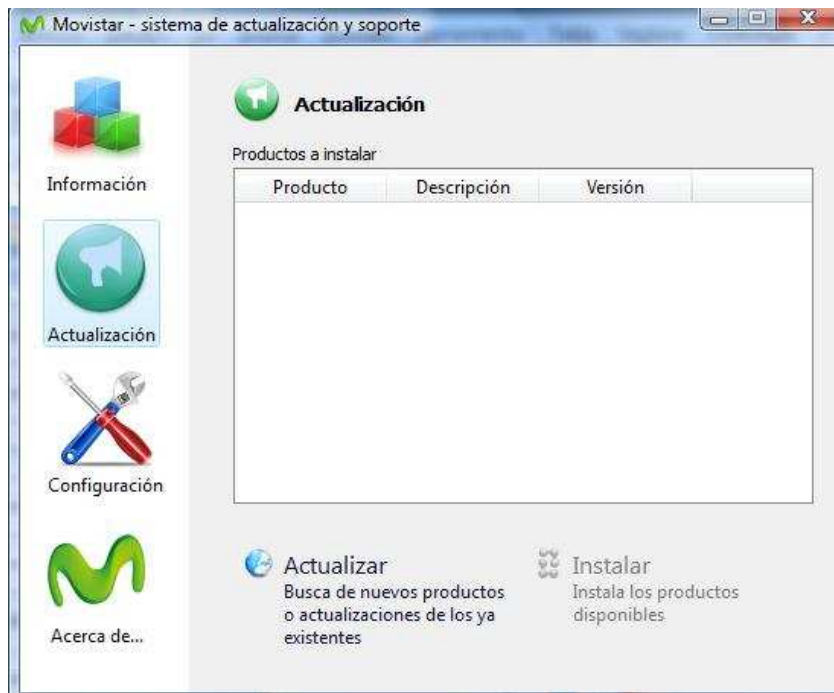 Movistar - sistema de actualización y soporte
Información
Actualización
Configuración
Acerca de...
Actualización
Productos a instalar
Producto Descripción Versión
Actualizar
Busca de nuevos productos
o actualizaciones de los ya
existentes
Instalar
Instala los productos
disponibles